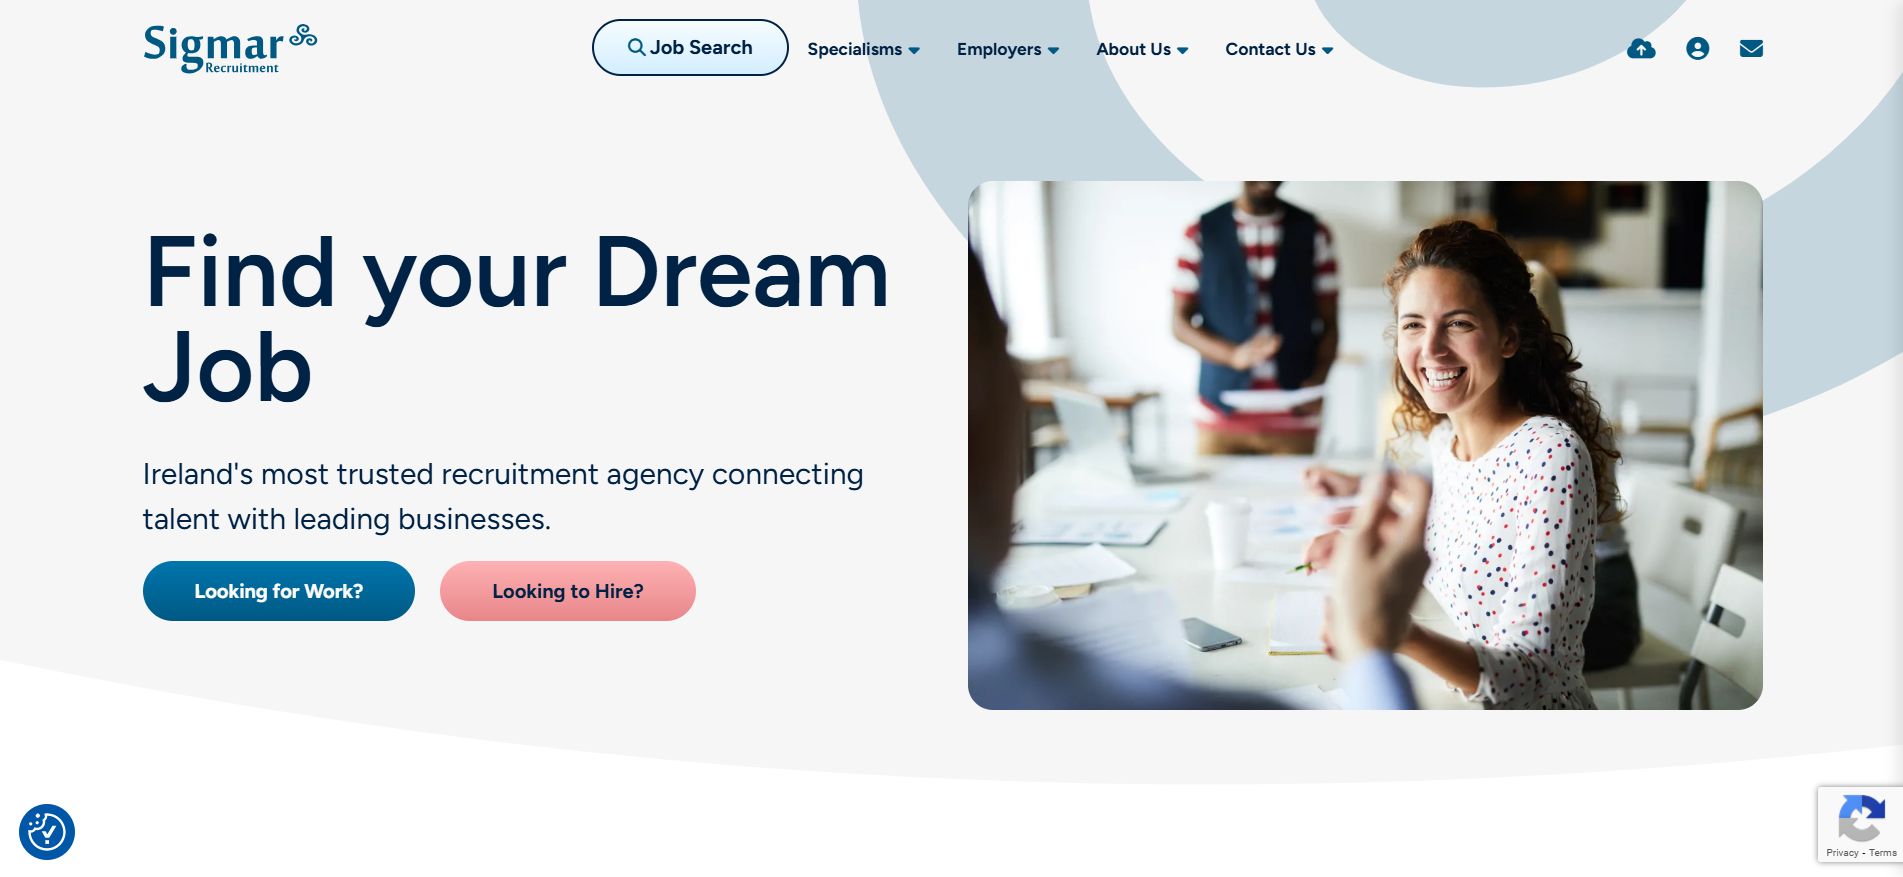 Sigmar
Recruitment
Job Search
Specialisms
Employers
About Us
Contact Us
Find your Dream
Job
Ireland's most trusted recruitment agency connecting
talent with leading businesses.
Looking for Work?
Looking to Hire?
Privacy - Terms